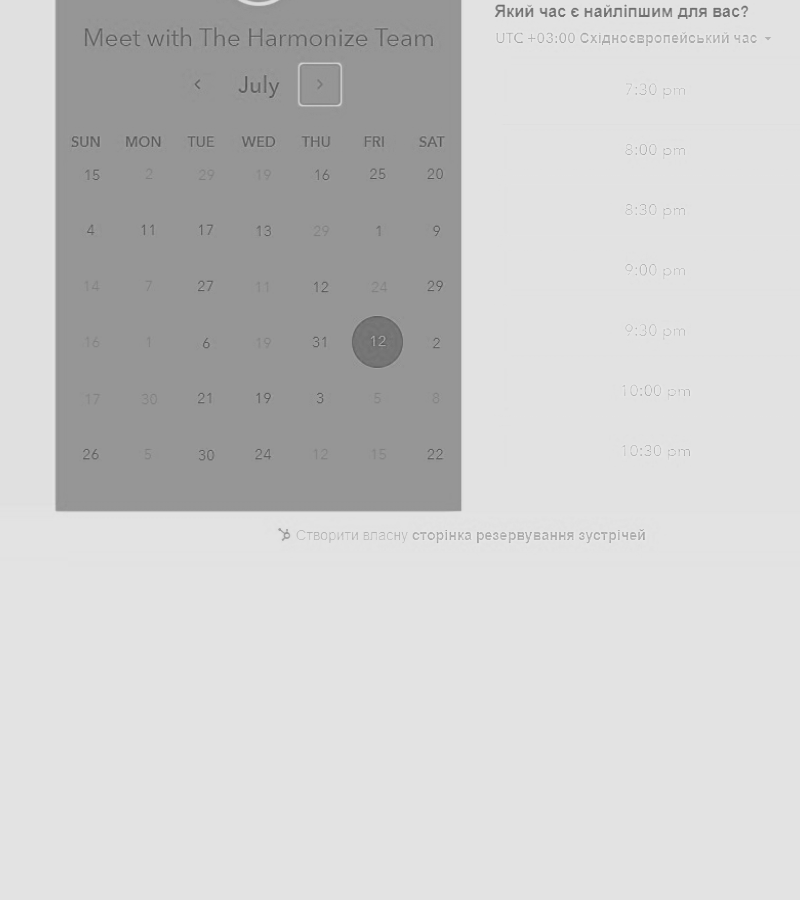 Який час є найліпшим для вас?
Meet with The Harmonize Team
UTC +03:00 Східноєвропейський час
July
7:30 pm
8:00 pm
8:30 pm
9:00 pm
9:30 pm
10:00 pm
10:30 pm
SUN MON TUE WED THU FRI SAT
15 2 29 19 16 25 20
4 11 17 13 29 1 9
14 7 27 11 12 24 29
16 1 6 19 31 12 2
17 30 21 19 3 5 8
26 5 30 24 12 15 22
Створити власну сторінка резервування зустрічей